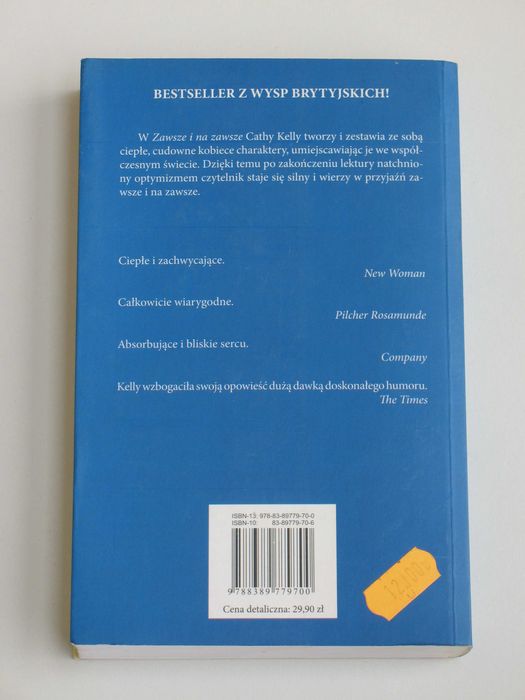 BESTSELLER Z WYSP BRYTYJSKICH!
W Zawsze i na zawsze Cathy Kelly tworzy i zestawia ze sobą
ciepłe, cudowne kobiece charaktery, umiejscawiając je we współ-
czesnym świecie. Dzięki temu po zakończeniu lektury natchnio-
ny optymizmem czytelnik staje się silny i wierzy w przyjaźń za-
wsze i na zawsze.
Ciepłe i zachwycające.
New Woman
Całkowicie wiarygodne.
Pilcher Rosamunde
Absorbujące i bliskie sercu.
Company
Kelly wzbogaciła swoją opowieść dużą dawką doskonałego humoru.
The Times
ISBN-13: 978-83-89779-70-0
ISBN-10: 83-89779-70-6
9 788389 779700
Cena detaliczna: 29,90 zł